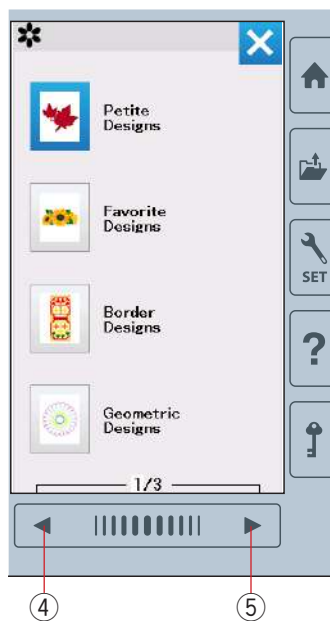 Petite
Designs
Favorite
Designs
SET
Border
Designs
?
Geometric
Designs
1/3
④
⑤